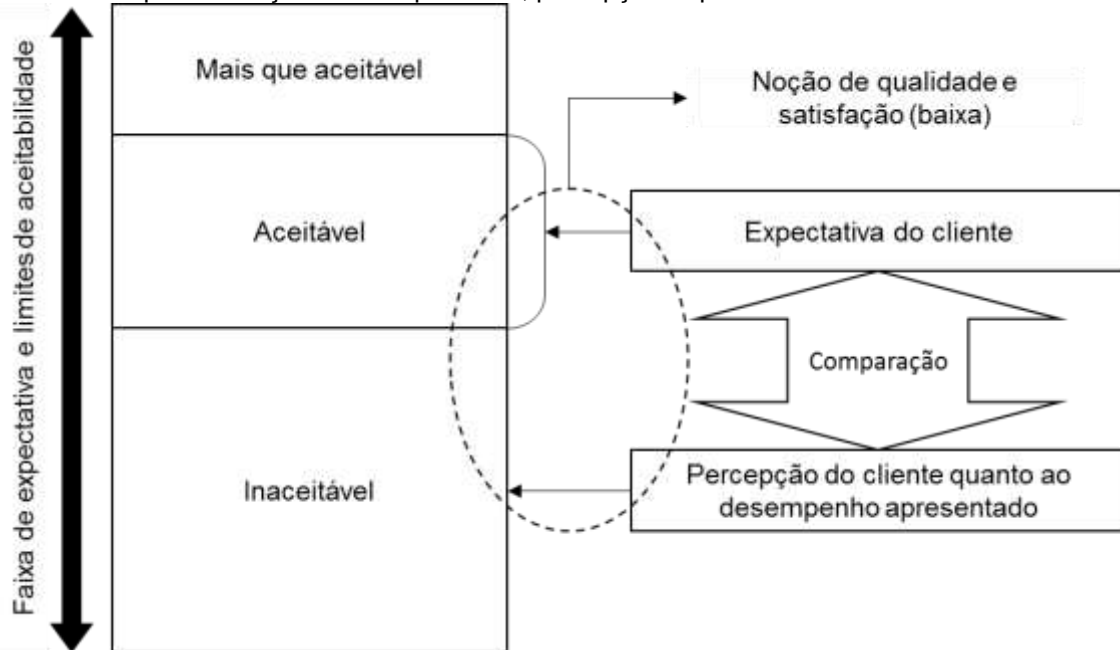 Faixa de expectativa e limites de aceitabilidade
Mais que aceitável
Noção de qualidade e
satisfação (baixa)
Aceitável
Expectativa do cliente
Comparação
Inaceitável
Percepção do cliente quanto ao
desempenho apresentado